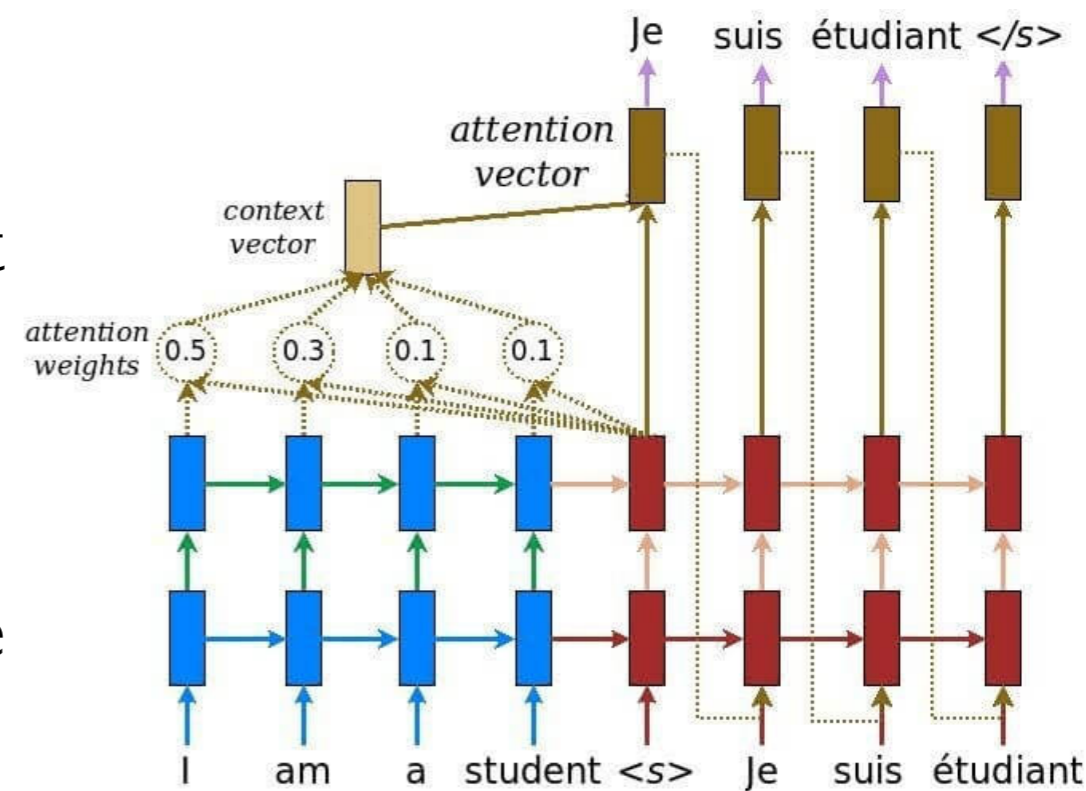 Je suis étudiant </s>
attention
vector
context
vector
t
attention
weights
0.5 0.3 0.1 0.1
e
I am a student <s> Je suis étudiant